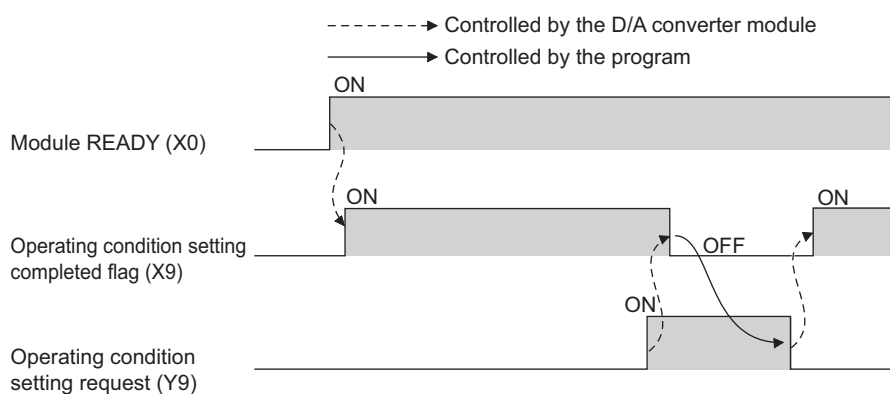 Controlled by the D/A converter module
Controlled by the program
ON
Module READY (X0)
ON
ON
Operating condition setting
completed flag (X9)
OFF
ON
Operating condition
setting request (Y9)